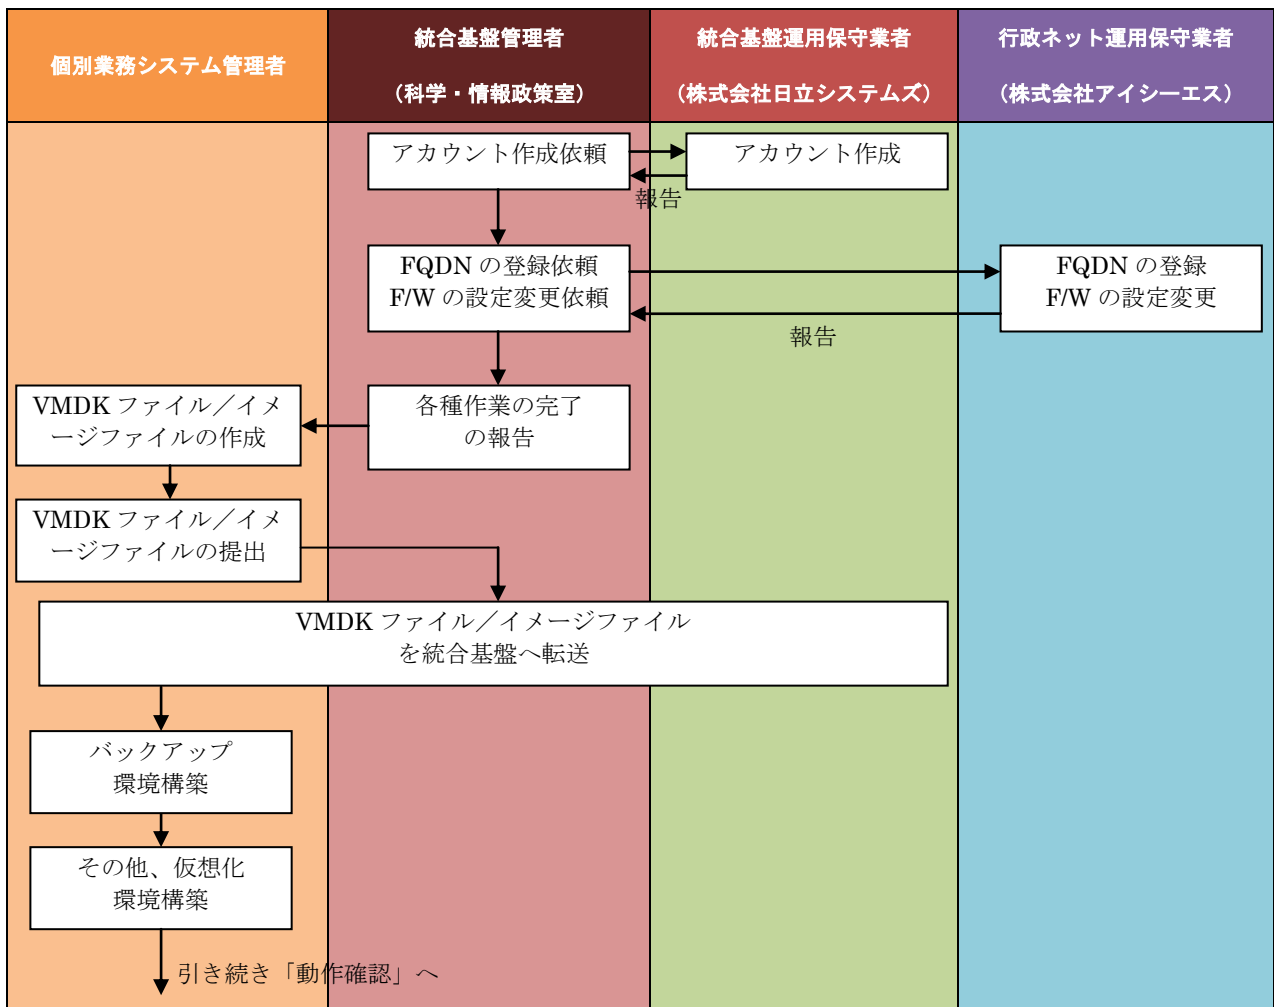 個別業務システム管理者
統合基盤管理者
（科学・情報政策室）
統合基盤運用保守業者
（株式会社日立システムズ）
行政ネット運用保守業者
（株式会社アイシーエス）
アカウント作成依頼
アカウント作成
報告
FQDN の登録依頼
F/W の設定変更依頼
FQDN の登録
F/W の設定変更
報告
VMDK ファイル／イメ
ージファイルの作成
各種作業の完了
の報告
VMDK ファイル／イメ
ージファイルの提出
VMDK ファイル／イメージファイル
を統合基盤へ転送
バックアップ
環境構築
その他、仮想化
環境構築
引き続き「動作確認」へ